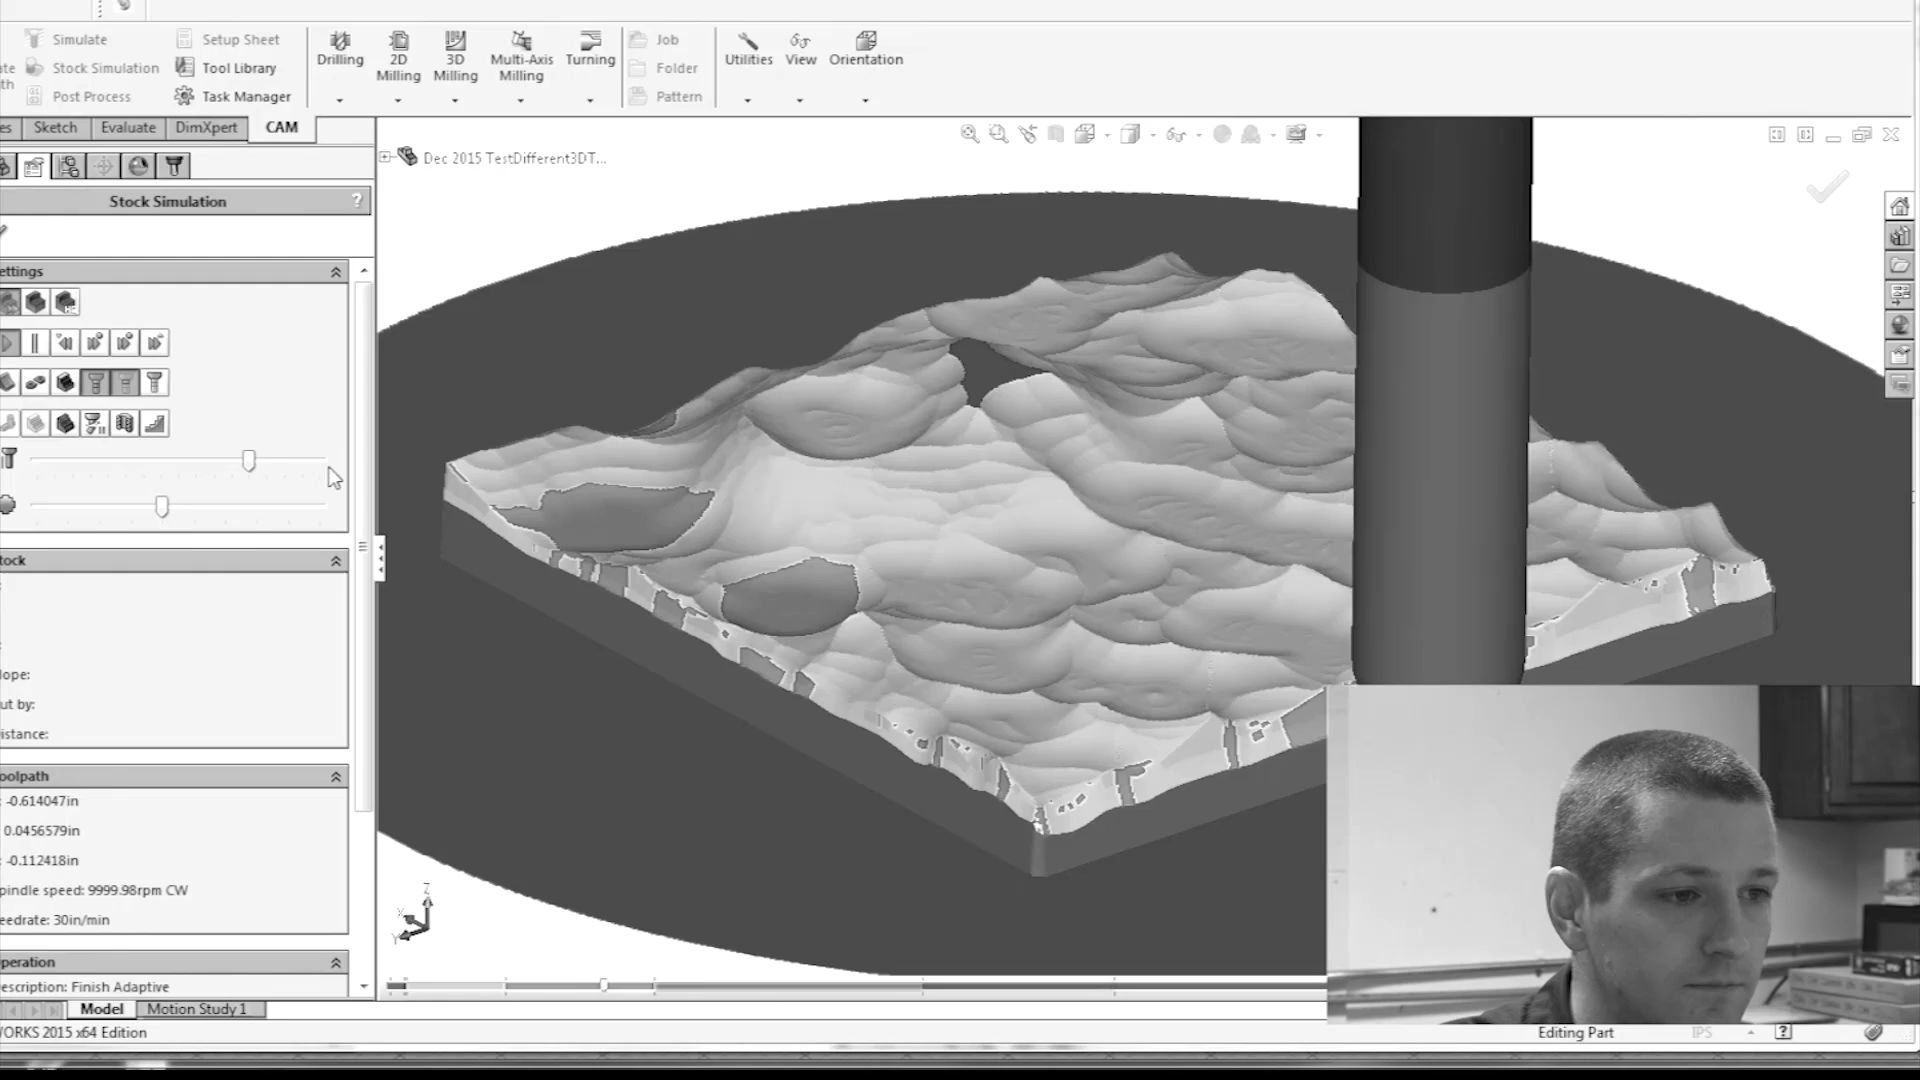 Simulate
Setup Sheet
Stock Simulation
Tool Library
Post Process
Task Manager
Drilling
2D
Milling
3D
Milling
Multi-Axis
Milling
Turning
Job
Folder
Pattern
Utilities
View
Orientation
Sketch
Evaluate
DimXpert
CAM
Dec 2015 TestDifferent3DT...
Stock Simulation ?
ettings
tock
lope:
ut by:
istance:
oolpath
: -0.614047in
0.0456579in
: -0.112418in
pindle speed: 9999.98rpm CW
eedrate: 30in/min
peration
escription: Finish Adaptive
Z
X
Y
Model
Motion Study 1
ORKS 2015 x64 Edition
Editing Part
IPS
?